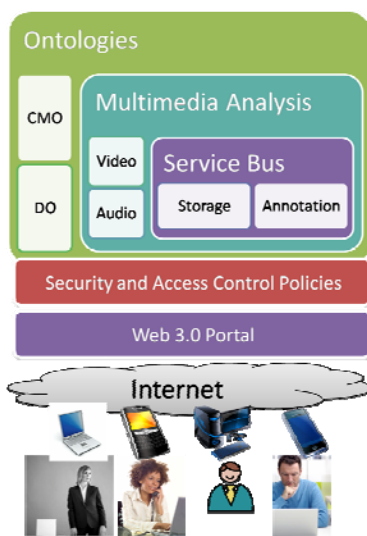 Ontologies
CMO
DO
Multimedia Analysis
Video
Audio
Service Bus
Storage
Annotation
Security and Access Control Policies
Web 3.0 Portal
Internet